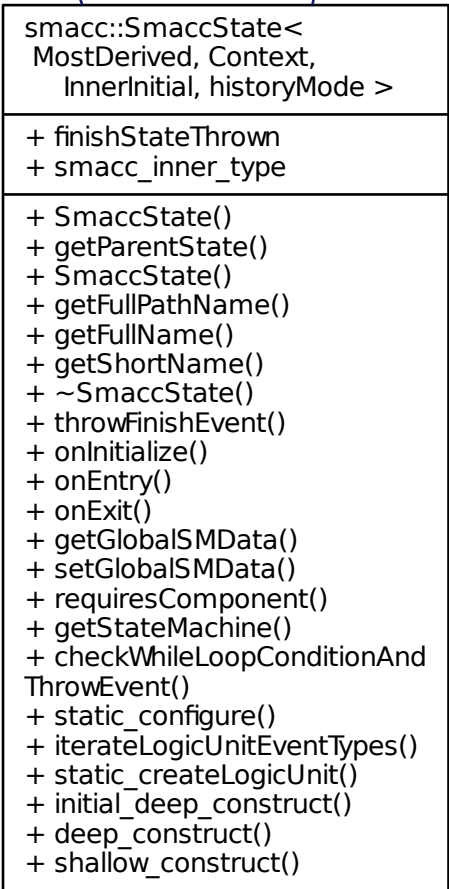 smacc::SmaccState<
MostDerived, Context,
InnerInitial, historyMode >
+ finishStateThrown
+ smacc_inner_type
+ SmaccState()
+ getParentState()
+ SmaccState()
+ getFullPathName()
+ getFullName()
+ getShortName()
+ ~SmaccState()
+ throwFinishEvent()
+ onInitialize()
+ onEntry()
+ onExit()
+ getGlobalSMData()
+ setGlobalSMData()
+ requiresComponent()
+ getStateMachine()
+ checkWhileLoopConditionAnd
ThrowEvent()
+ static_configure()
+ iterateLogicUnitEventTypes()
+ static_createLogicUnit()
+ initial_deep_construct()
+ deep_construct()
+ shallow_construct()